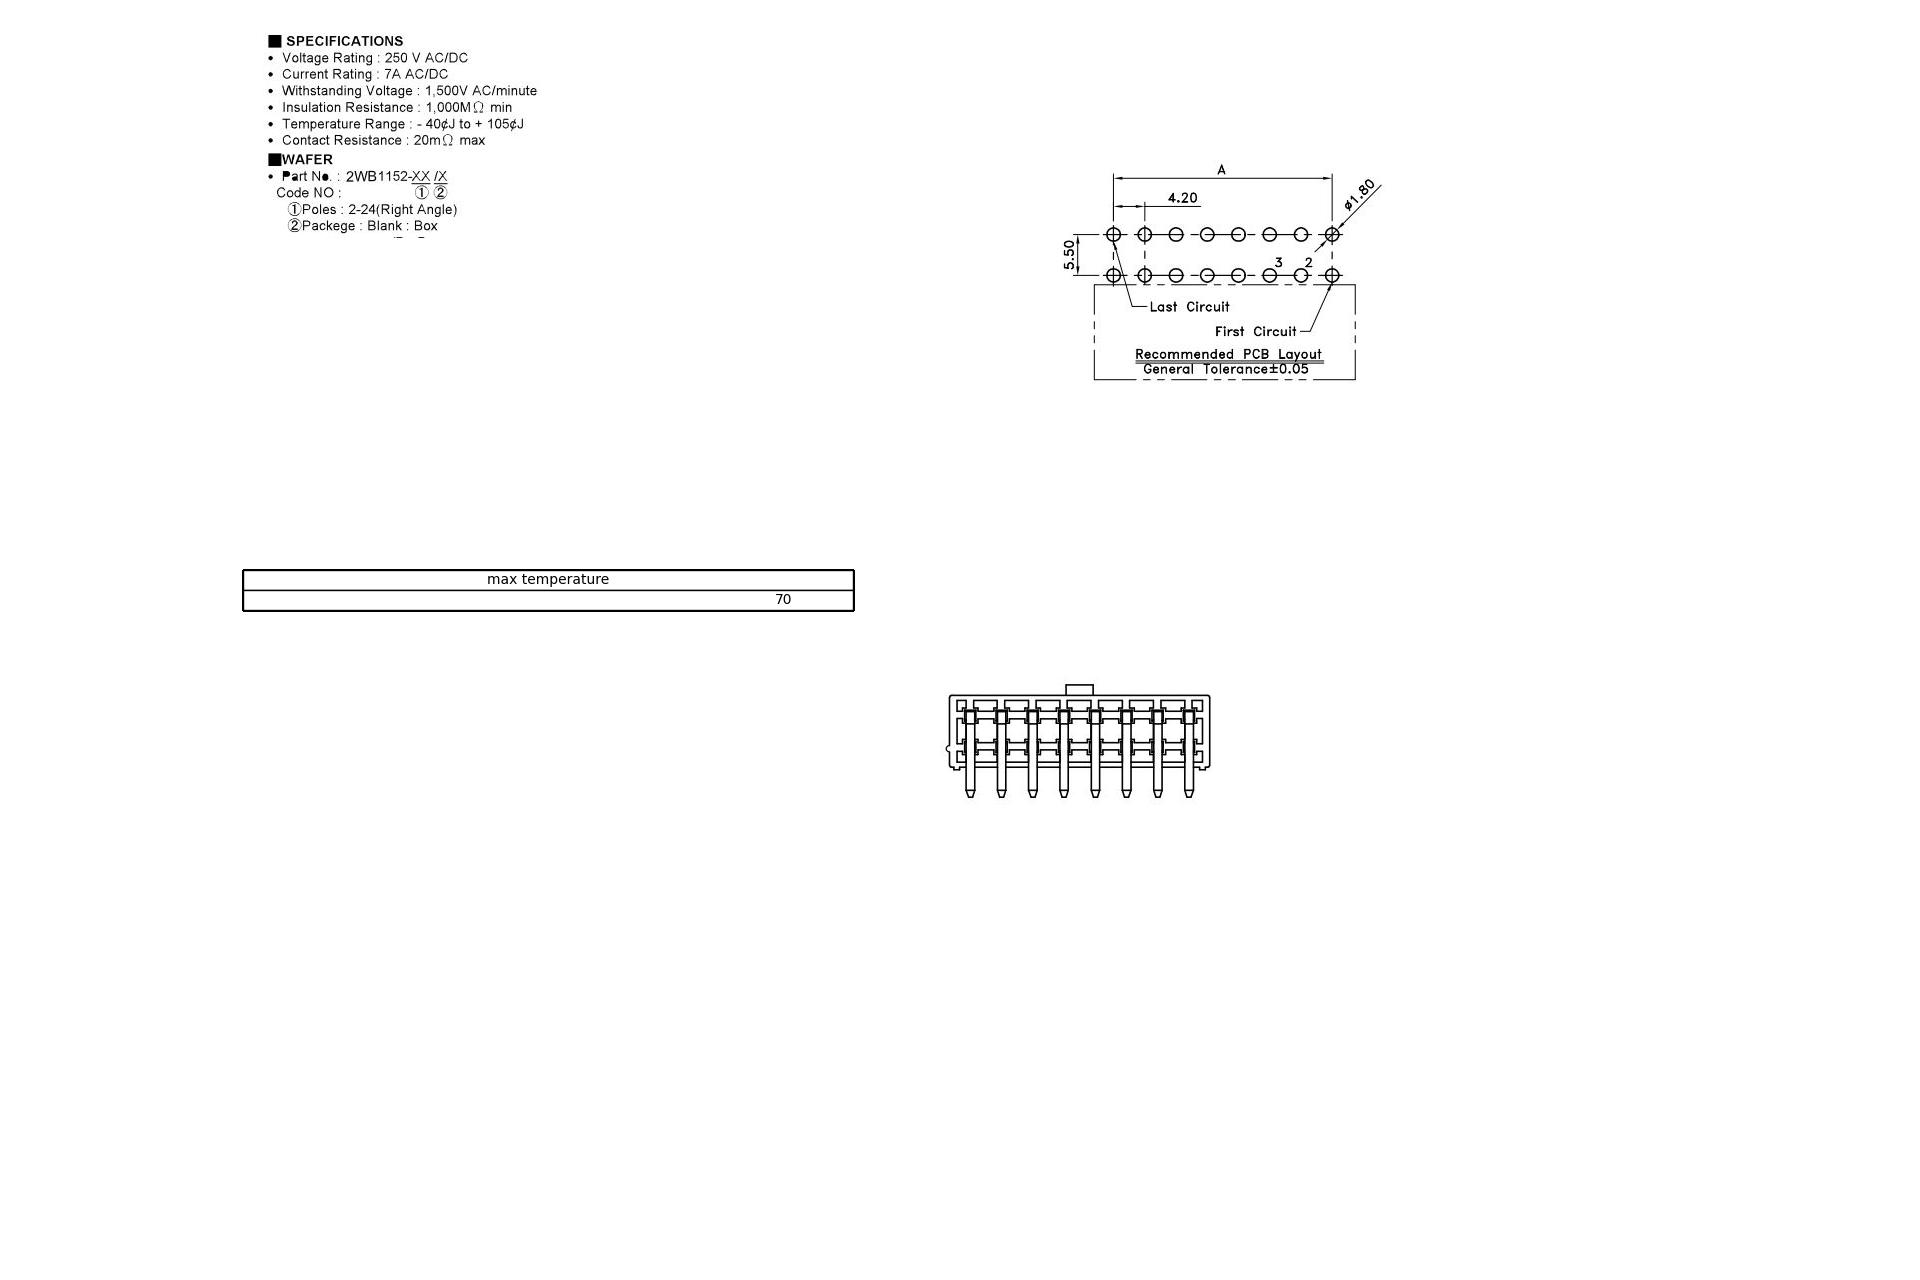 ■ SPECIFICATIONS
• Voltage Rating : 250 V AC/DC
• Current Rating : 7A AC/DC
• Withstanding Voltage : 1,500V AC/minute
• Insulation Resistance : 1,000MΩ min
• Temperature Range : - 40¢J to + 105¢J
• Contact Resistance : 20mΩ max
■WAFER
• Part No. : 2WB1152-XX /X
Code NO : ① ②
①Poles : 2-24(Right Angle)
②Packege : Blank : Box
A
4.20
ø1.80
5.50
3 2
Last Circuit
First Circuit
Recommended PCB Layout
General Tolerance±0.05
max temperature
70